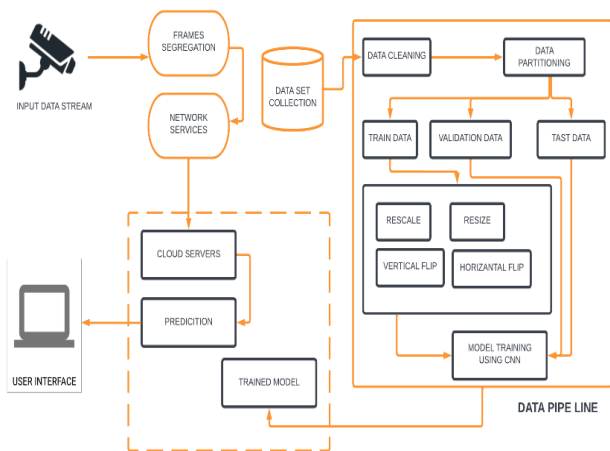 INPUT DATA STREAM
FRAMES
SEGREGATION
NETWORK
SERVICES
DATA SET
COLLECTION
DATA CLEANING
DATA
PARTITIONING
TRAIN DATA
VALIDATION DATA
TAST DATA
RESCALE
RESIZE
VERTICAL FLIP
HORIZANTAL FLIP
MODEL TRAINING
USING CNN
DATA PIPE LINE
CLOUD SERVERS
PREDICITION
TRAINED MODEL
USER INTERFACE